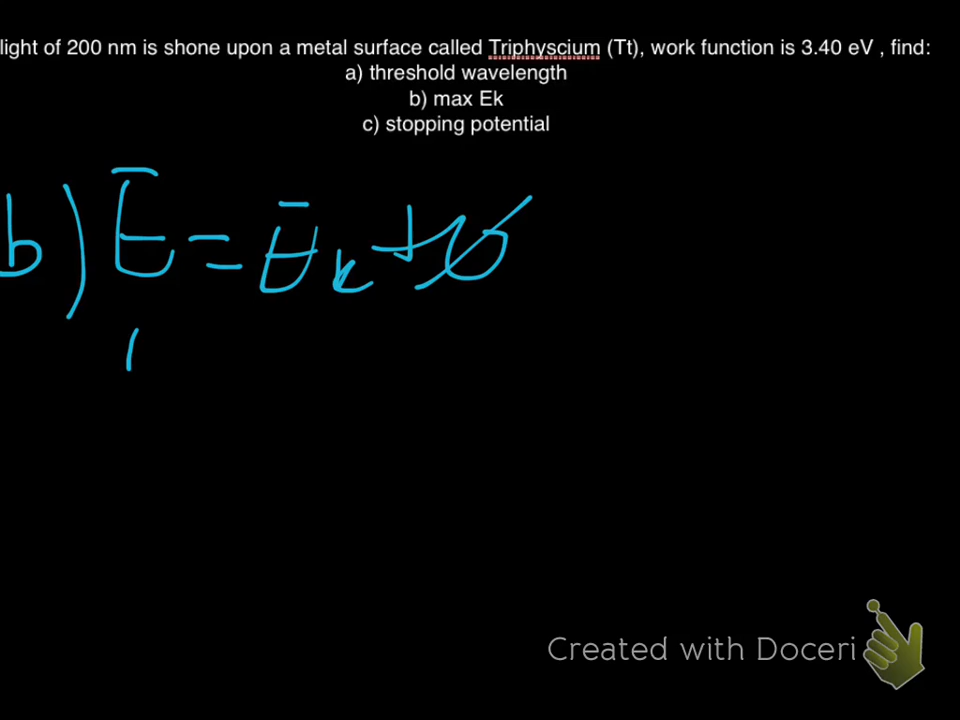 light of 200 nm is shone upon a metal surface called Triphyscium (Tt), work function is 3.40 eV , find:
a) threshold wavelength
b) max Ek
c) stopping potential
b) E = Ek + Ø
Created with Doceri